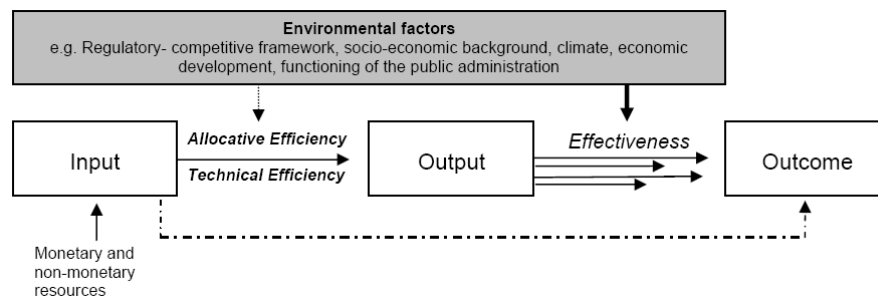 Environmental factors
e.g. Regulatory- competitive framework, socio-economic background, climate, economic
development, functioning of the public administration
Allocative Efficiency
Effectiveness
Input
Output
Outcome
Technical Efficiency
Monetary and
non-monetary
resources